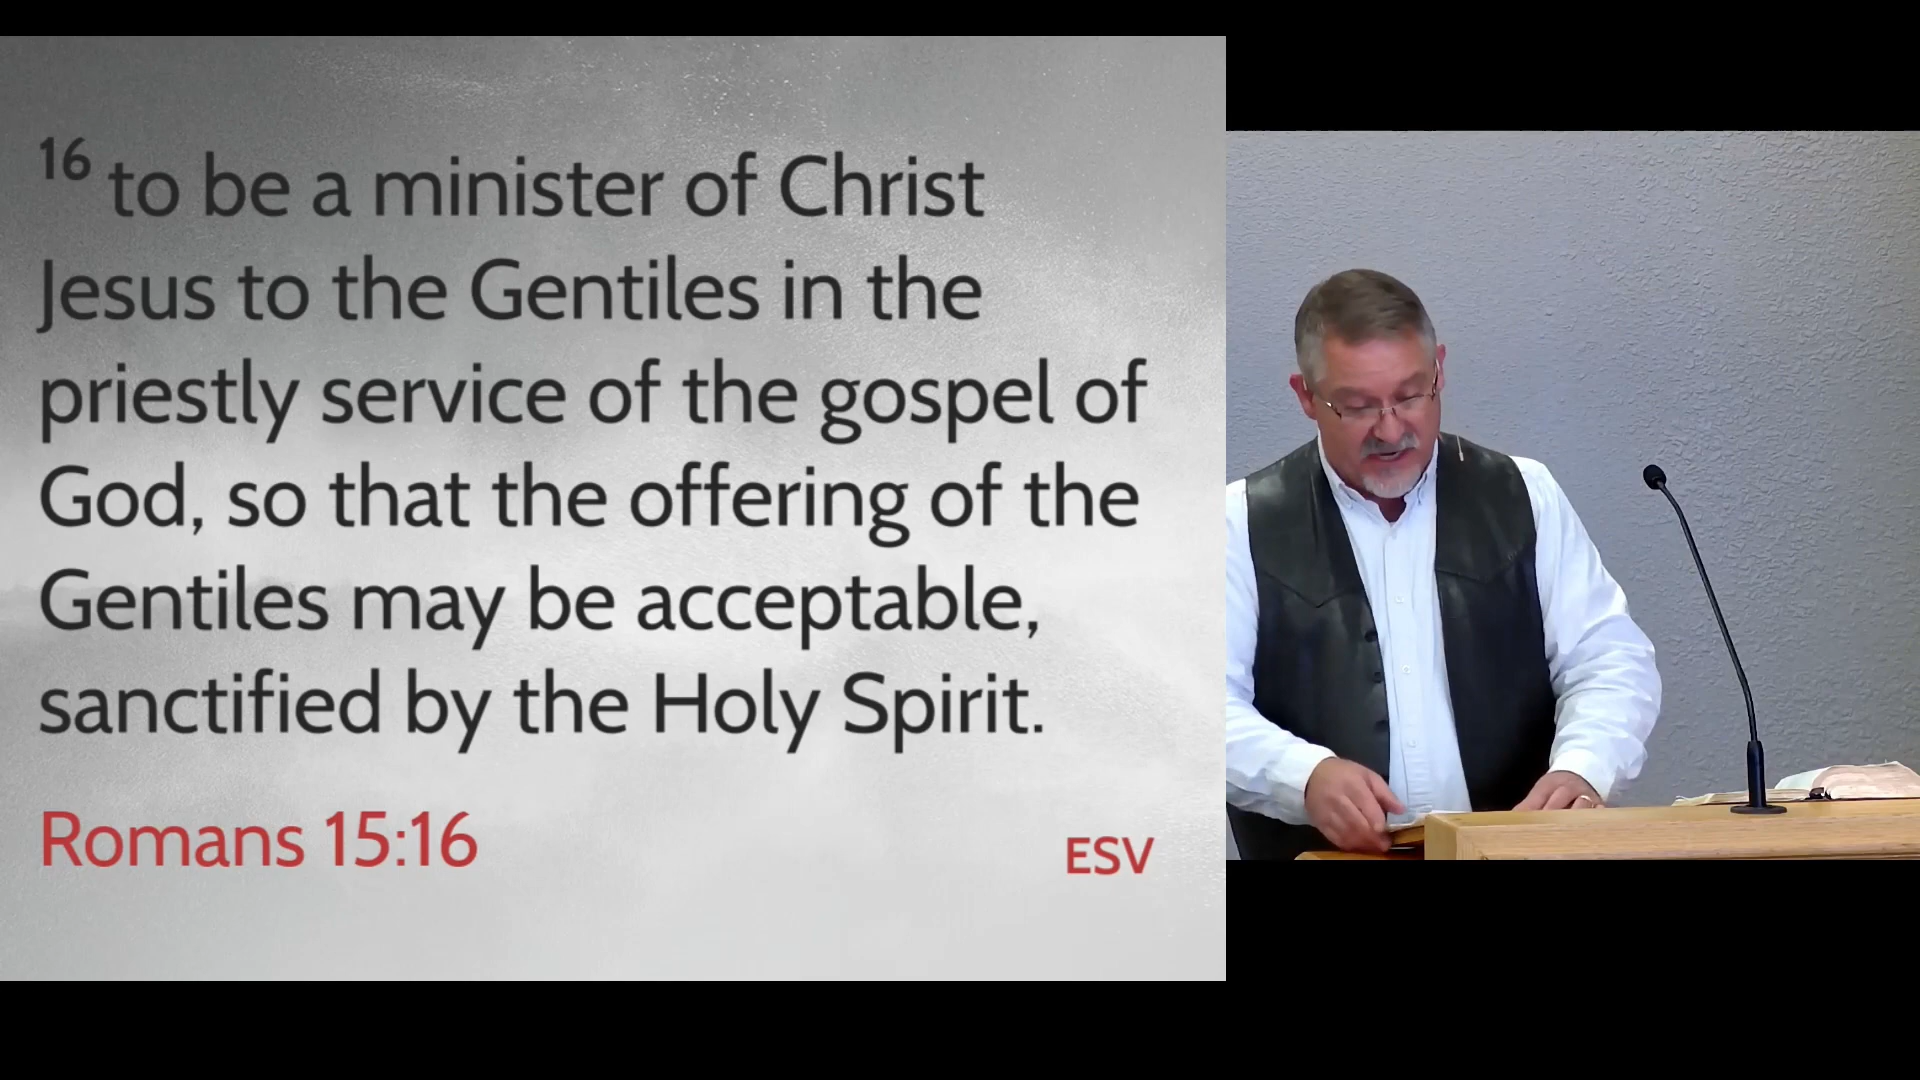 16 to be a minister of Christ
Jesus to the Gentiles in the
priestly service of the gospel of
God, so that the offering of the
Gentiles may be acceptable,
sanctified by the Holy Spirit.
Romans 15:16
ESV